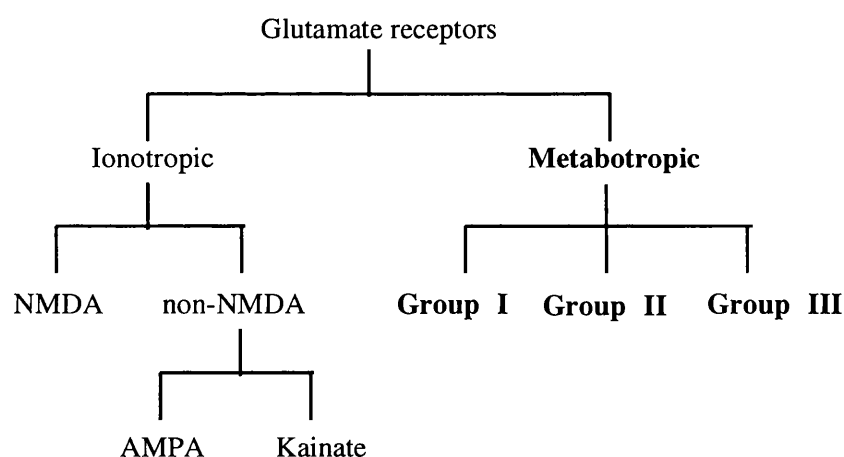 Glutamate receptors
Ionotropic Metabotropic
NMDA non-NMDA Group I Group II Group III
AMPA Kainate